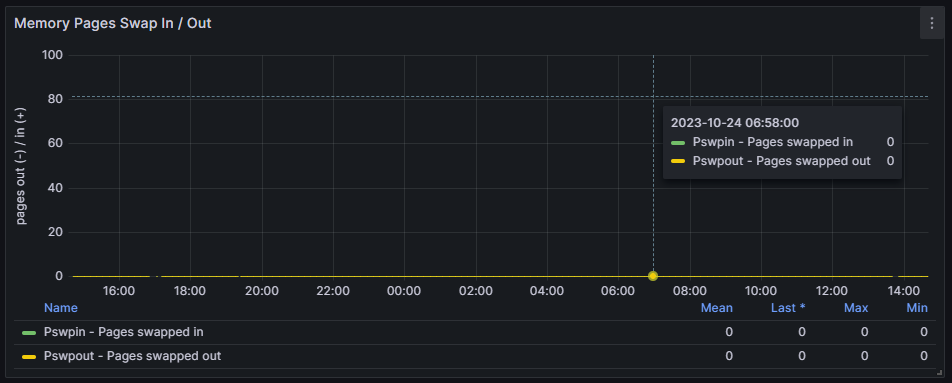 Memory Pages Swap In / Out
pages out (-) / in (+)
100
80
60
40
20
0
2023-10-24 06:58:00
Pswpin - Pages swapped in 0
Pswpout - Pages swapped out 0
16:00 18:00 20:00 22:00 00:00 02:00 04:00 06:00 08:00 10:00 12:00 14:00
Name Mean Last * Max Min
Pswpin - Pages swapped in 0 0 0 0
Pswpout - Pages swapped out 0 0 0 0